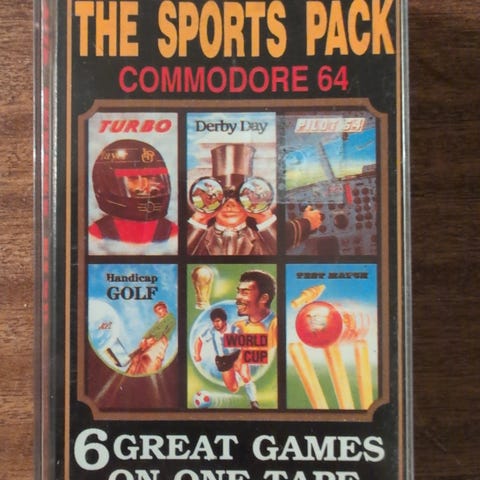 THE SPORTS PACK
COMMODORE 64
TURBO
Derby Day
PILOT 64
Handicap
GOLF
WORLD
CUP
TEST MATCH
6 GREAT GAMES
ON ONE TAPE